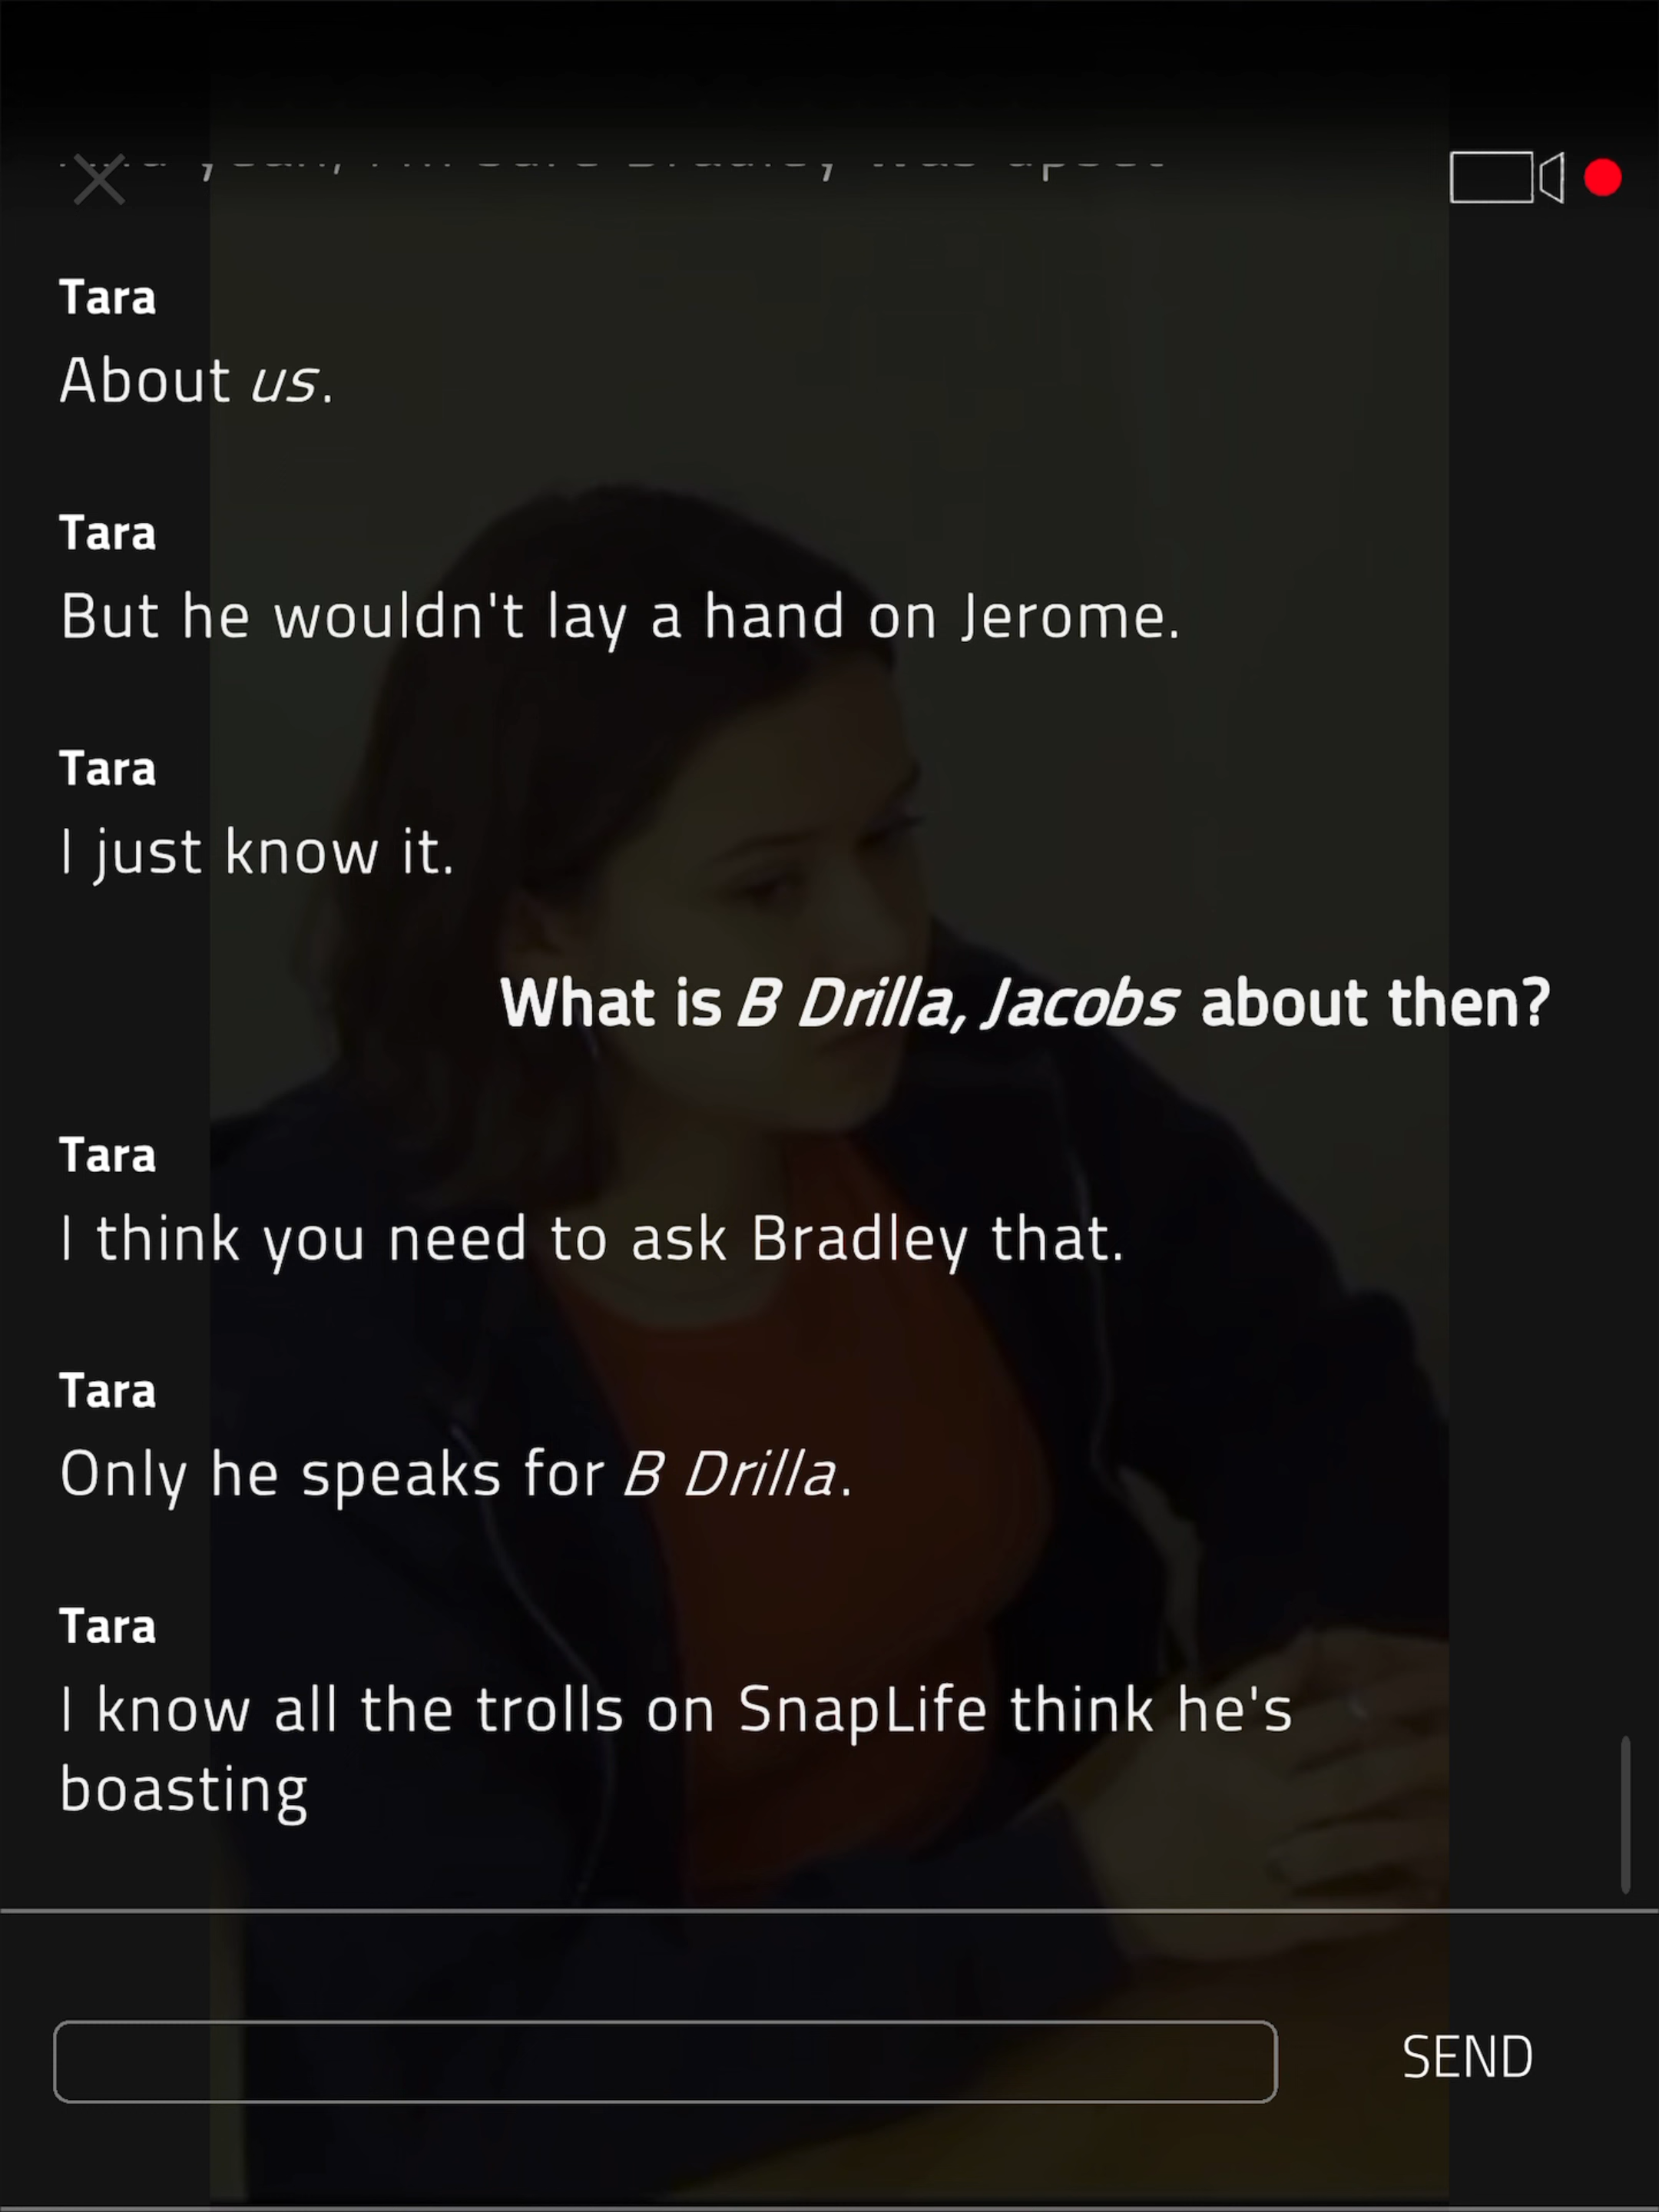 Tara
About us.
Tara
But he wouldn't lay a hand on Jerome.
Tara
I just know it.
What is B Drilla, Jacobs about then?
Tara
I think you need to ask Bradley that.
Tara
Only he speaks for B Drilla.
Tara
I know all the trolls on SnapLife think he's
boasting
SEND